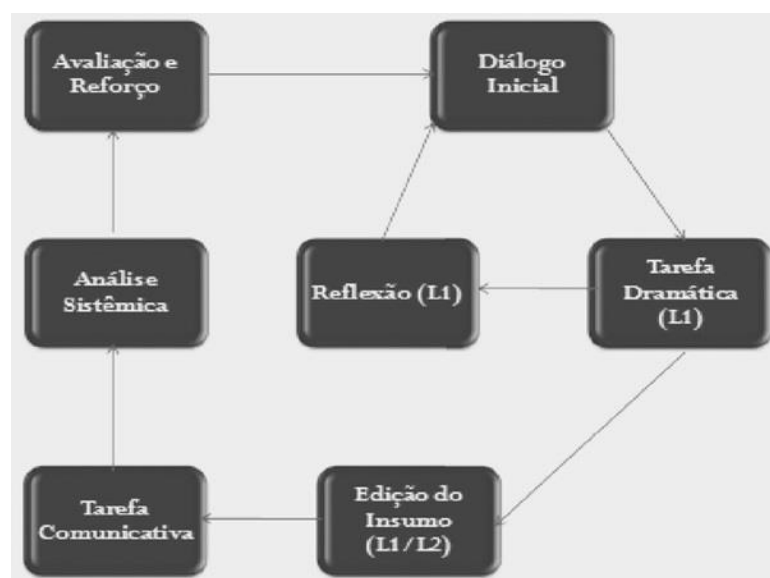 Avaliação e
Reforço
Diálogo
Inicial
Análise
Sistêmica
Reflexão (L1)
Tarefa
Dramática
(L1)
Tarefa
Comunicativa
Edição do
Insumo
(L1/L2)